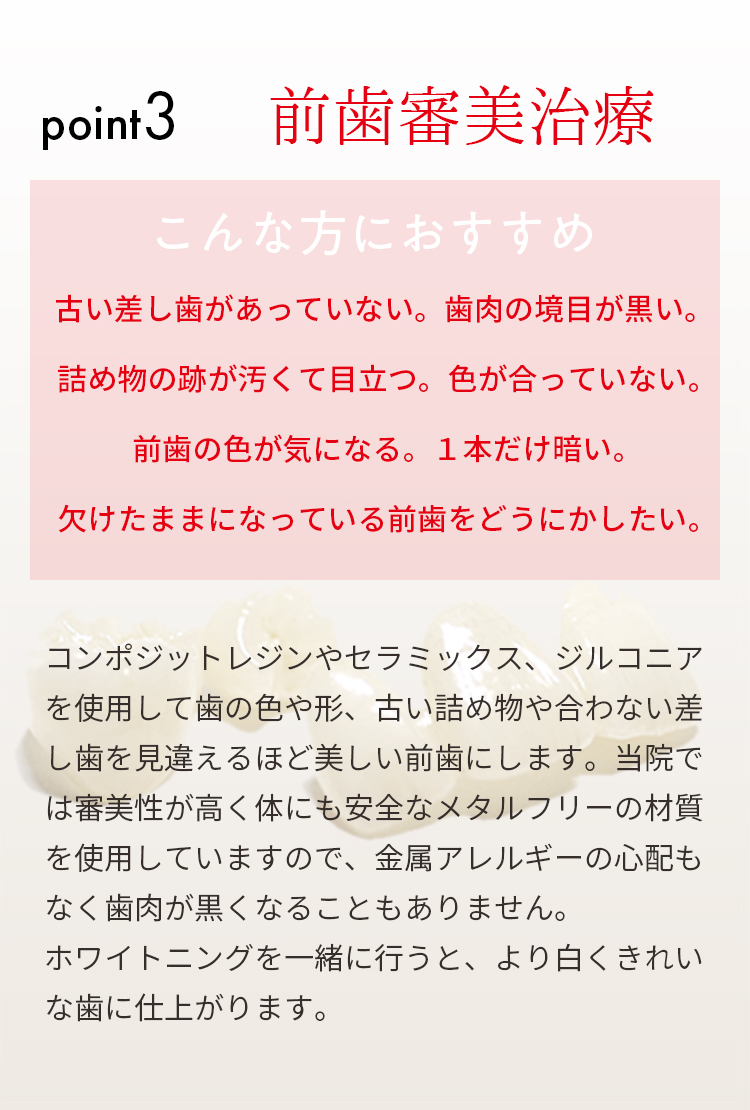 point3 前歯審美治療
こんな方におすすめ
古い差し歯があっていない。歯肉の境目が黒い。
詰め物の跡が汚くて目立つ。色が合っていない。
前歯の色が気になる。１本だけ暗い。
欠けたままになっている前歯をどうにかしたい。
コンポジットレジンやセラミックス、ジルコニア
を使用して歯の色や形、古い詰め物や合わない差
し歯を見違えるほど美しい前歯にします。当院で
は審美性が高く体にも安全なメタルフリーの材質
を使用していますので、金属アレルギーの心配も
なく歯肉が黒くなることもありません。
ホワイトニングを一緒に行うと、より白くきれい
な歯に仕上がります。